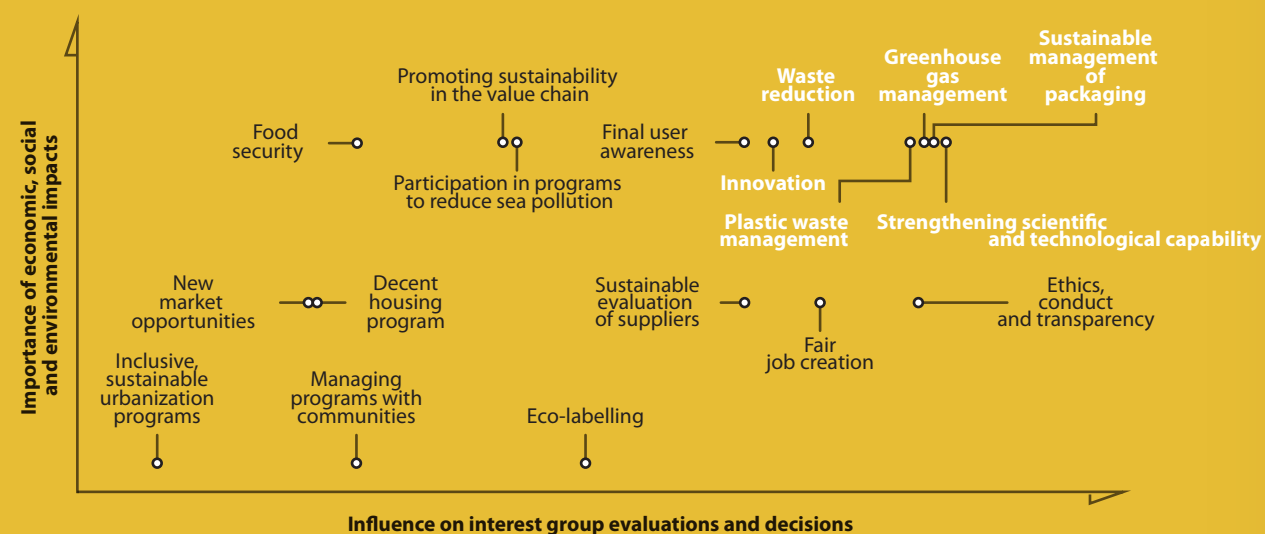 Importance of economic, social
and environmental impacts
Sustainable
management
of
packaging
Greenhouse
gas
management
Waste
reduction
Promoting sustainability
in the value chain
Food
security
Final user
awareness
Participation in programs
to reduce sea pollution
Innovation
Plastic waste
management
Strengthening scientific
and technological capability
New
market
opportunities
Decent
housing
program
Sustainable
evaluation
of suppliers
Ethics,
conduct
and transparency
Fair
job creation
Inclusive,
sustainable
urbanization
programs
Managing
programs with
communities
Eco-labelling
Influence on interest group evaluations and decisions